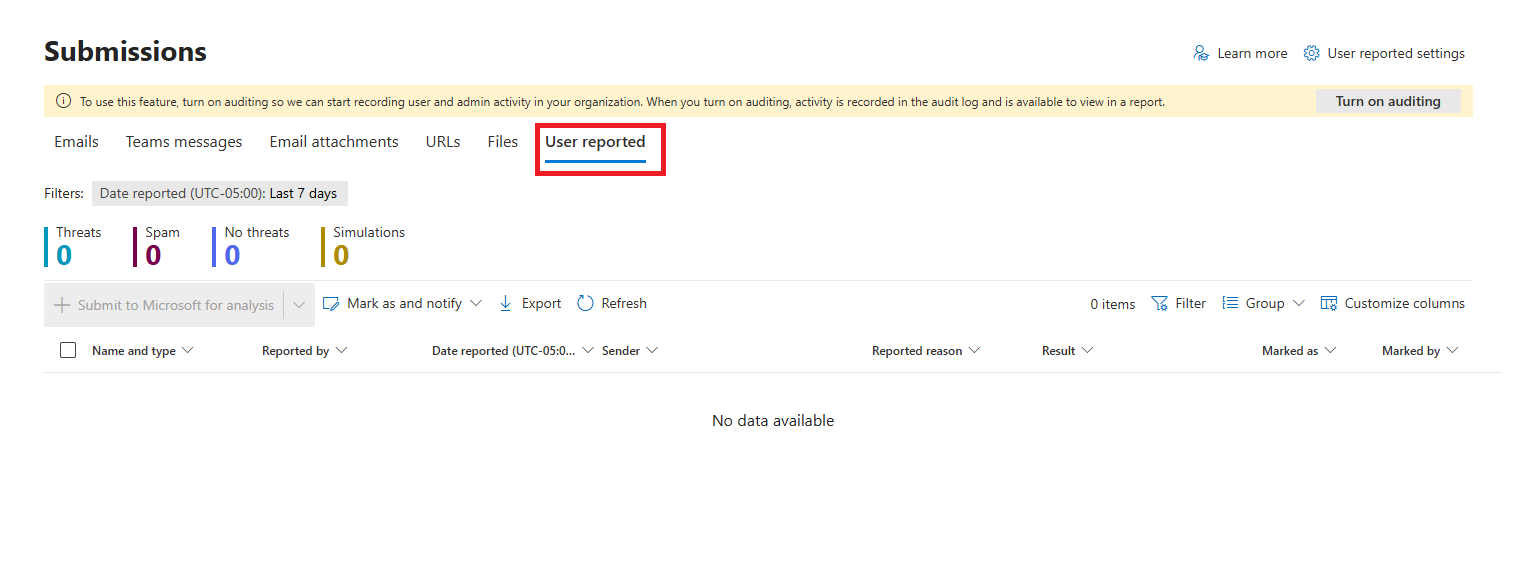 Submissions
Learn more User reported settings
To use this feature, turn on auditing so we can start recording user and admin activity in your organization. When you turn on auditing, activity is recorded in the audit log and is available to view in a report. Turn on auditing
Emails Teams messages Email attachments URLs Files User reported
Filters: Date reported (UTC-05:00): Last 7 days
Threats Spam No threats Simulations
0 0 0 0
Submit to Microsoft for analysis Mark as and notify Export Refresh 0 items Filter Group Customize columns
Name and type Reported by Date reported (UTC-05:0... Sender Reported reason Result Marked as Marked by
No data available